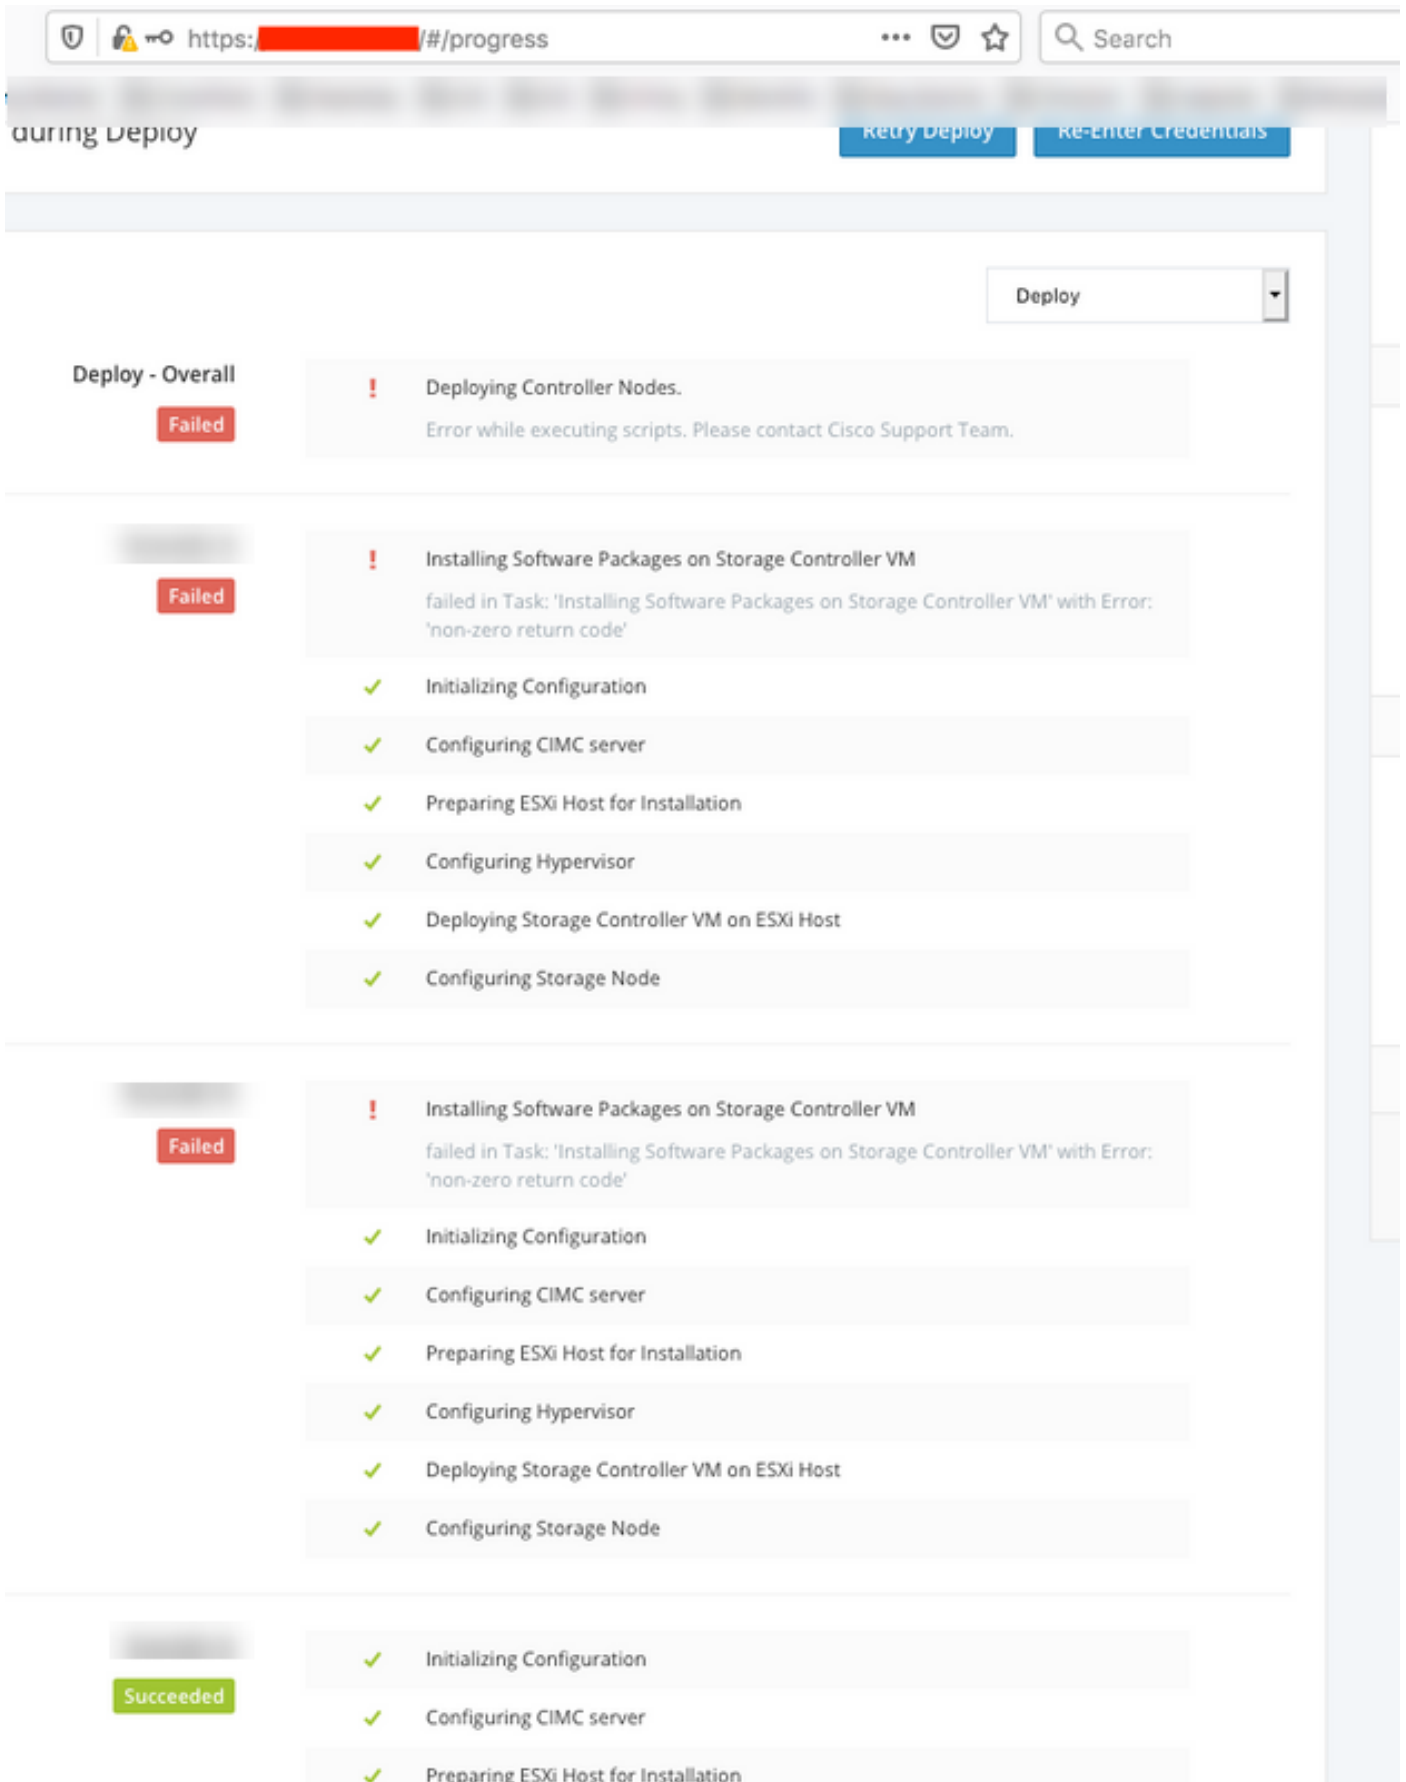 https:/ /#/progress ••• Search
during Deploy Retry Deploy Re-Enter Credentials
Deploy
Deploy - Overall
Failed
! Deploying Controller Nodes.
Error while executing scripts. Please contact Cisco Support Team.
Failed
! Installing Software Packages on Storage Controller VM
failed in Task: 'Installing Software Packages on Storage Controller VM' with Error:
'non-zero return code'
Initializing Configuration
Configuring CIMC server
Preparing ESXi Host for Installation
Configuring Hypervisor
Deploying Storage Controller VM on ESXi Host
Configuring Storage Node
Failed
! Installing Software Packages on Storage Controller VM
failed in Task: 'Installing Software Packages on Storage Controller VM' with Error:
'non-zero return code'
Initializing Configuration
Configuring CIMC server
Preparing ESXi Host for Installation
Configuring Hypervisor
Deploying Storage Controller VM on ESXi Host
Configuring Storage Node
Succeeded
Initializing Configuration
Configuring CIMC server
Preparing ESXi Host for Installation